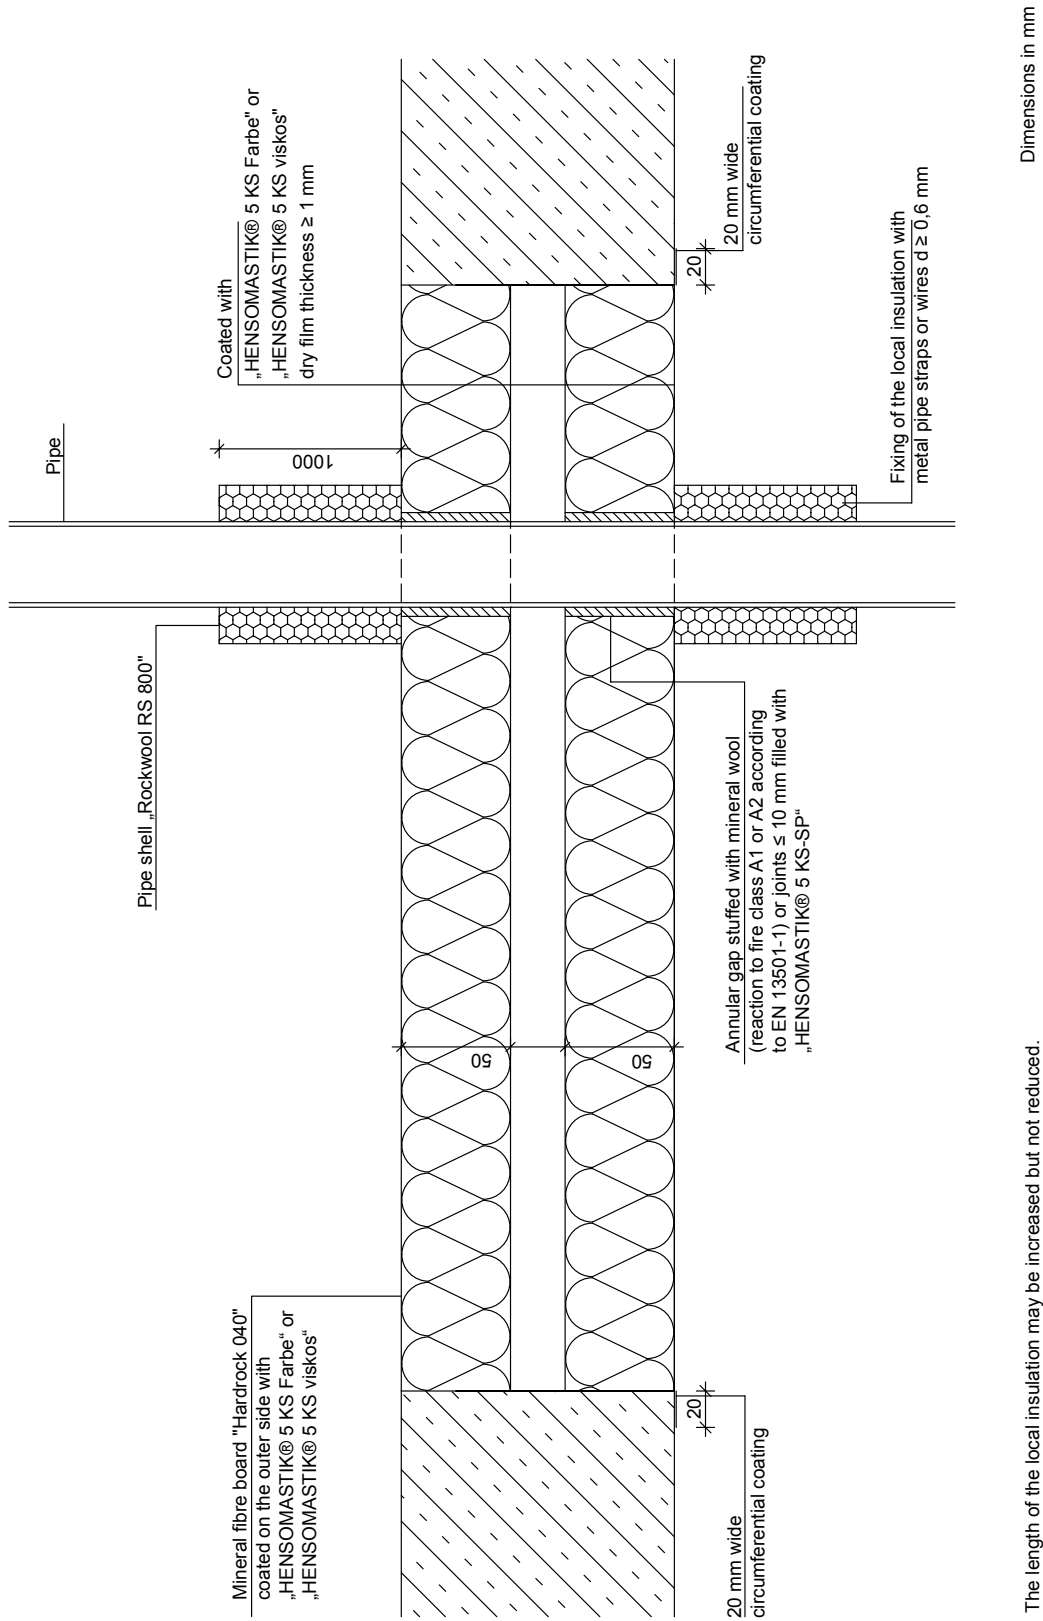 Mineral fibre board "Hardrock 040"
coated on the outer side with
„HENSOMASTIK® 5 KS Farbe“ or
„HENSOMASTIK® 5 KS viskos“
Pipe shell „Rockwool RS 800"
Pipe
1000
Coated with
„HENSOMASTIK® 5 KS Farbe" or
„HENSOMASTIK® 5 KS viskos"
dry film thickness ≥ 1 mm
50
50
20
20 mm wide
circumferential coating
Annular gap stuffed with mineral wool
(reaction to fire class A1 or A2 according
to EN 13501-1) or joints ≤ 10 mm filled with
„HENSOMASTIK® 5 KS-SP“
20
20 mm wide
circumferential coating
Fixing of the local insulation with
metal pipe straps or wires d ≥ 0,6 mm
The length of the local insulation may be increased but not reduced.
Dimensions in mm